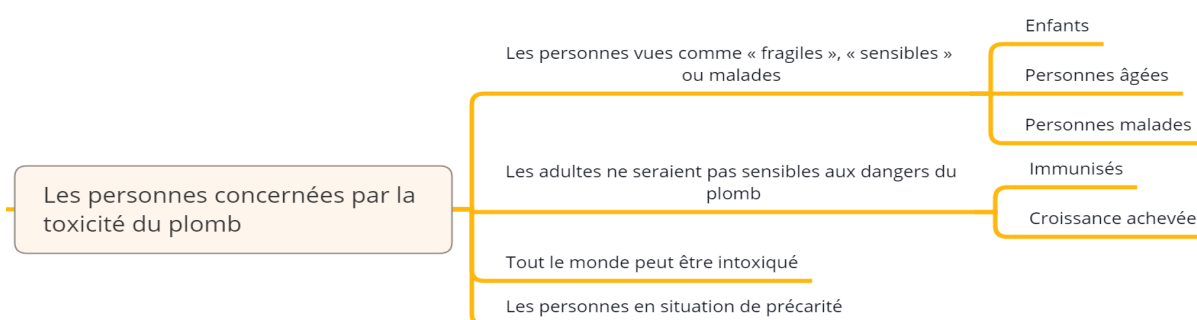 Les personnes concernées par la
toxicité du plomb
Les personnes vues comme « fragiles », « sensibles »
ou malades
Enfants
Personnes âgées
Personnes malades
Les adultes ne seraient pas sensibles aux dangers du
plomb
Immunisés
Croissance achevée
Tout le monde peut être intoxiqué
Les personnes en situation de précarité